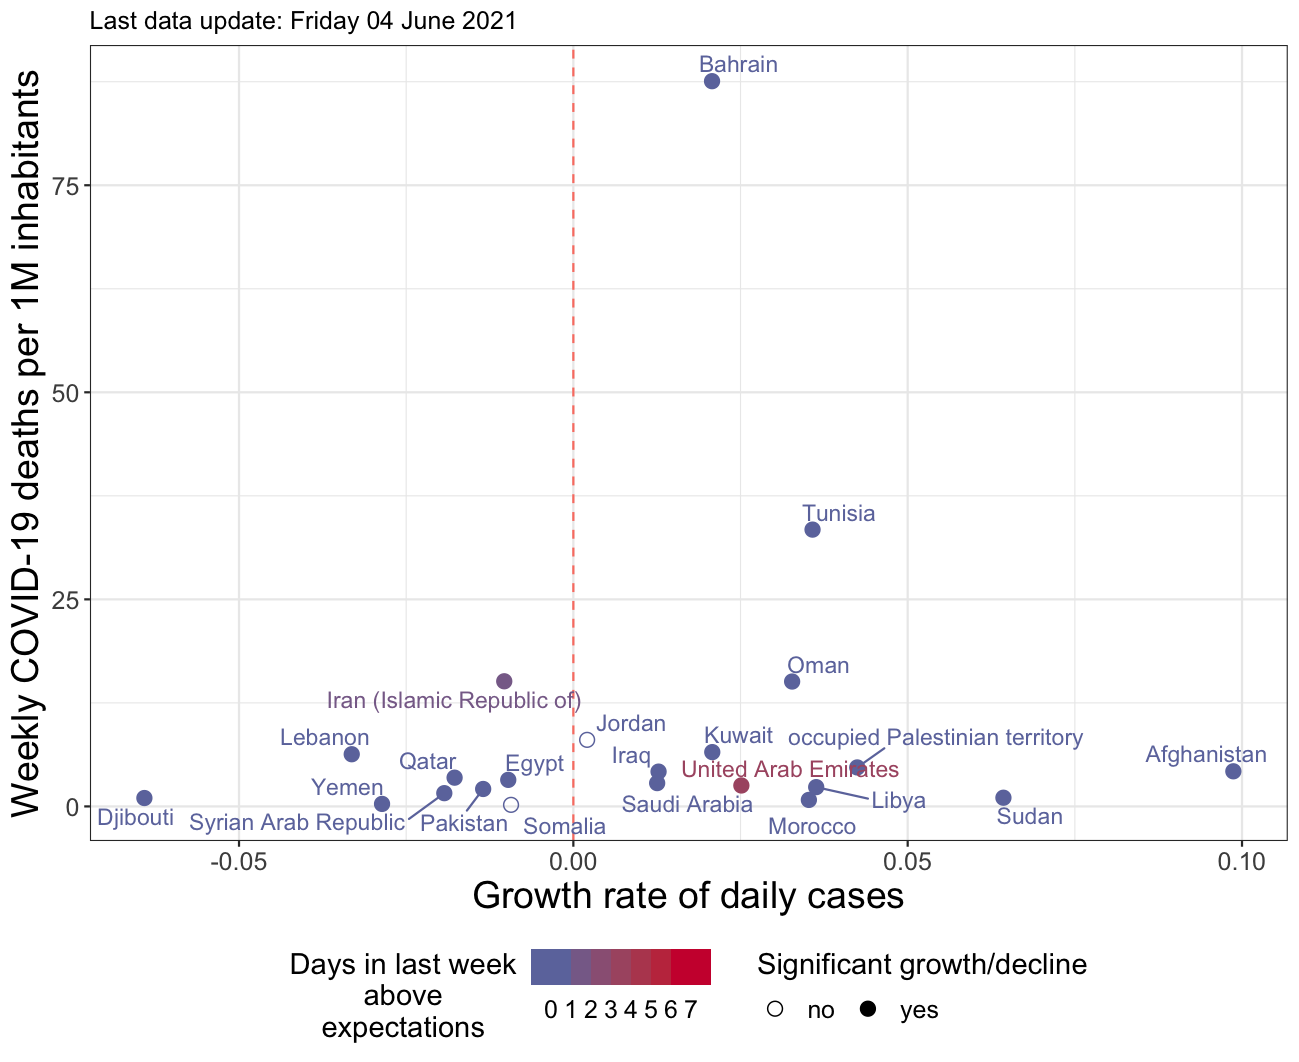 Last data update: Friday 04 June 2021
Weekly COVID-19 deaths per 1M inhabitants
75
50
25
0
Bahrain
Tunisia
Oman
Iran (Islamic Republic of)
Jordan
Lebanon
Kuwait
occupied Palestinian territory
Iraq
Afghanistan
Qatar
Egypt
United Arab Emirates
Yemen
Libya
Saudi Arabia
Djibouti
Sudan
Syrian Arab Republic
Pakistan
Somalia
Morocco
-0.05
0.00
0.05
0.10
Growth rate of daily cases
Days in last week
above
expectations
0 1 2 3 4 5 6 7
Significant growth/decline
no
yes